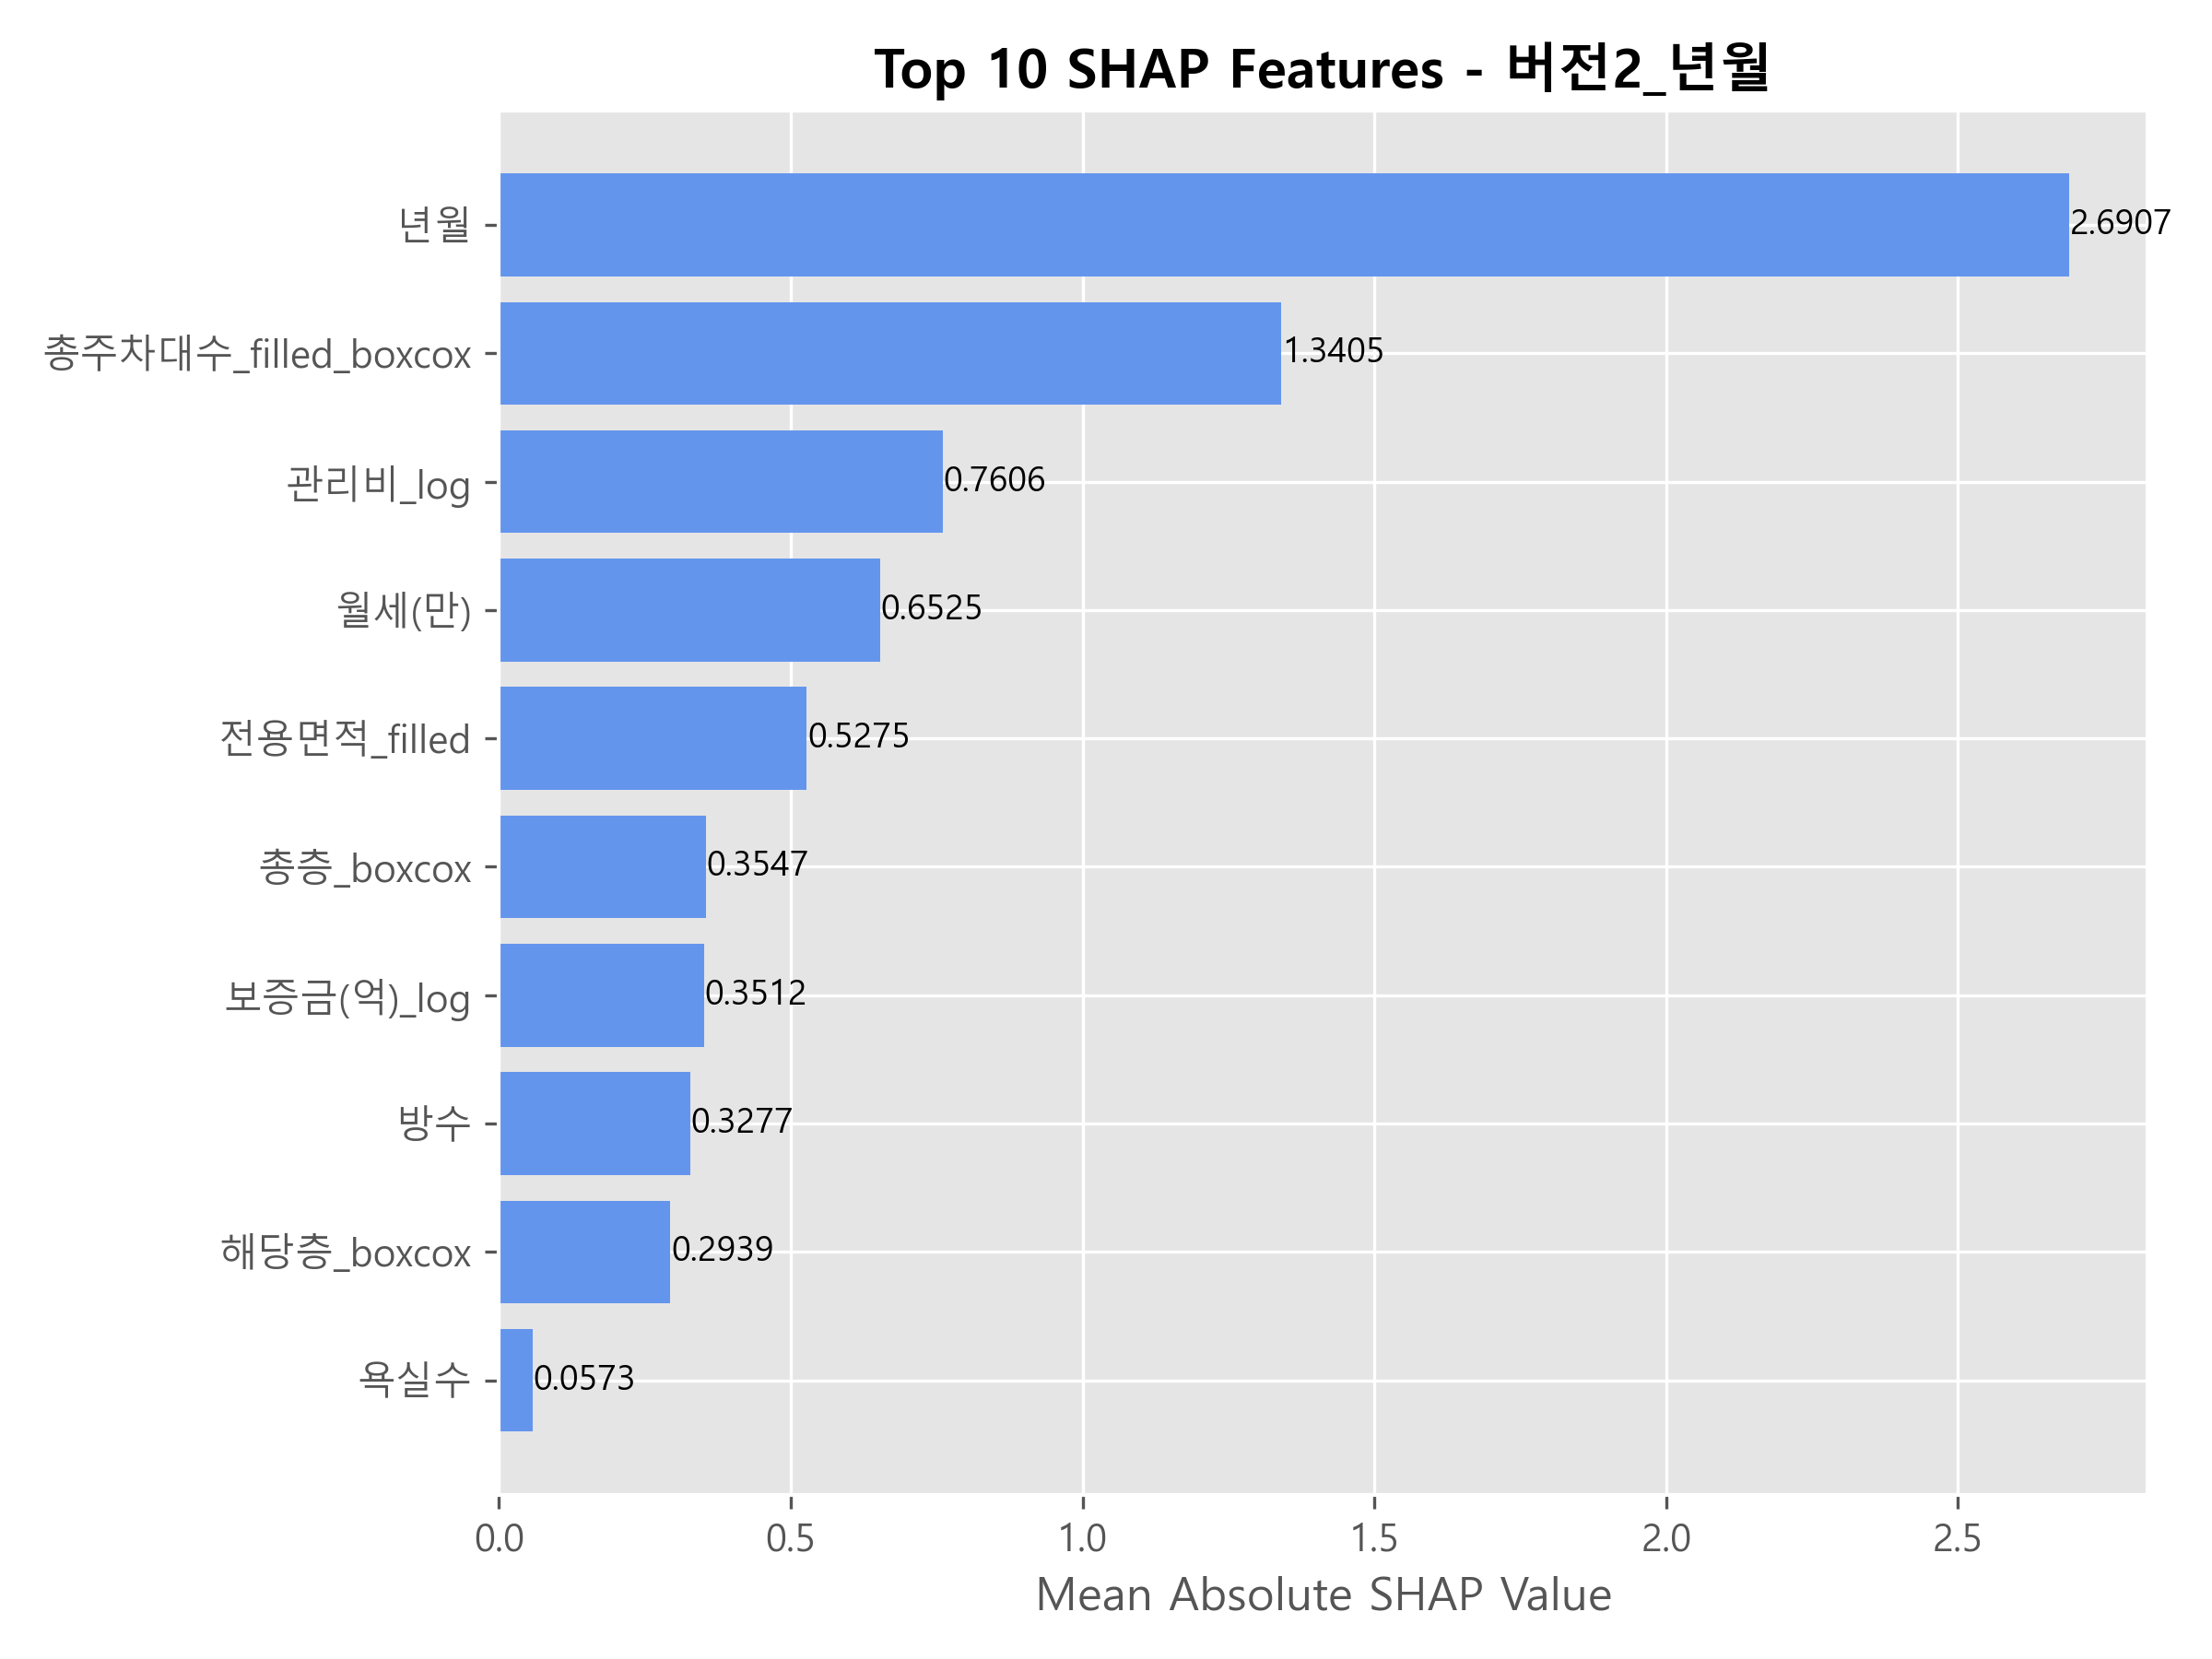 Top 10 SHAP Features - 버전2_년월
년월
2.6907
총주차대수_filled_boxcox
1.3405
관리비_log
0.7606
월세(만)
0.6525
전용면적_filled
0.5275
총층_boxcox
0.3547
보증금(억)_log
0.3512
방수
0.3277
해당층_boxcox
0.2939
욕실수
0.0573
0.0 0.5 1.0 1.5 2.0 2.5
Mean Absolute SHAP Value